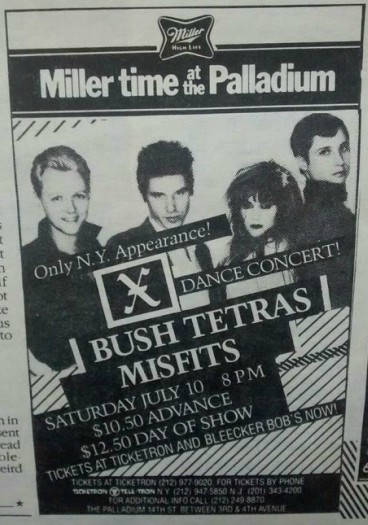 Miller
HIGH LIFE
Miller time at the Palladium
Only N.Y. Appearance!
X
DANCE CONCERT!
BUSH TETRAS
MISFITS
SATURDAY JULY 10 8 PM
$10.50 ADVANCE
$12.50 DAY OF SHOW
TICKETS AT TICKETRON AND BLEECKER BOB'S NOW!
TICKETS AT TICKETRON (212) 977-9020. FOR TICKETS BY PHONE
TICKETRON TELE-TRON N.Y. (212) 947-5850 N.J. (201) 343-4200
FOR ADDITIONAL INFO CALL (212) 249-8870
THE PALLADIUM 14TH ST. BETWEEN 3RD & 4TH AVENUE